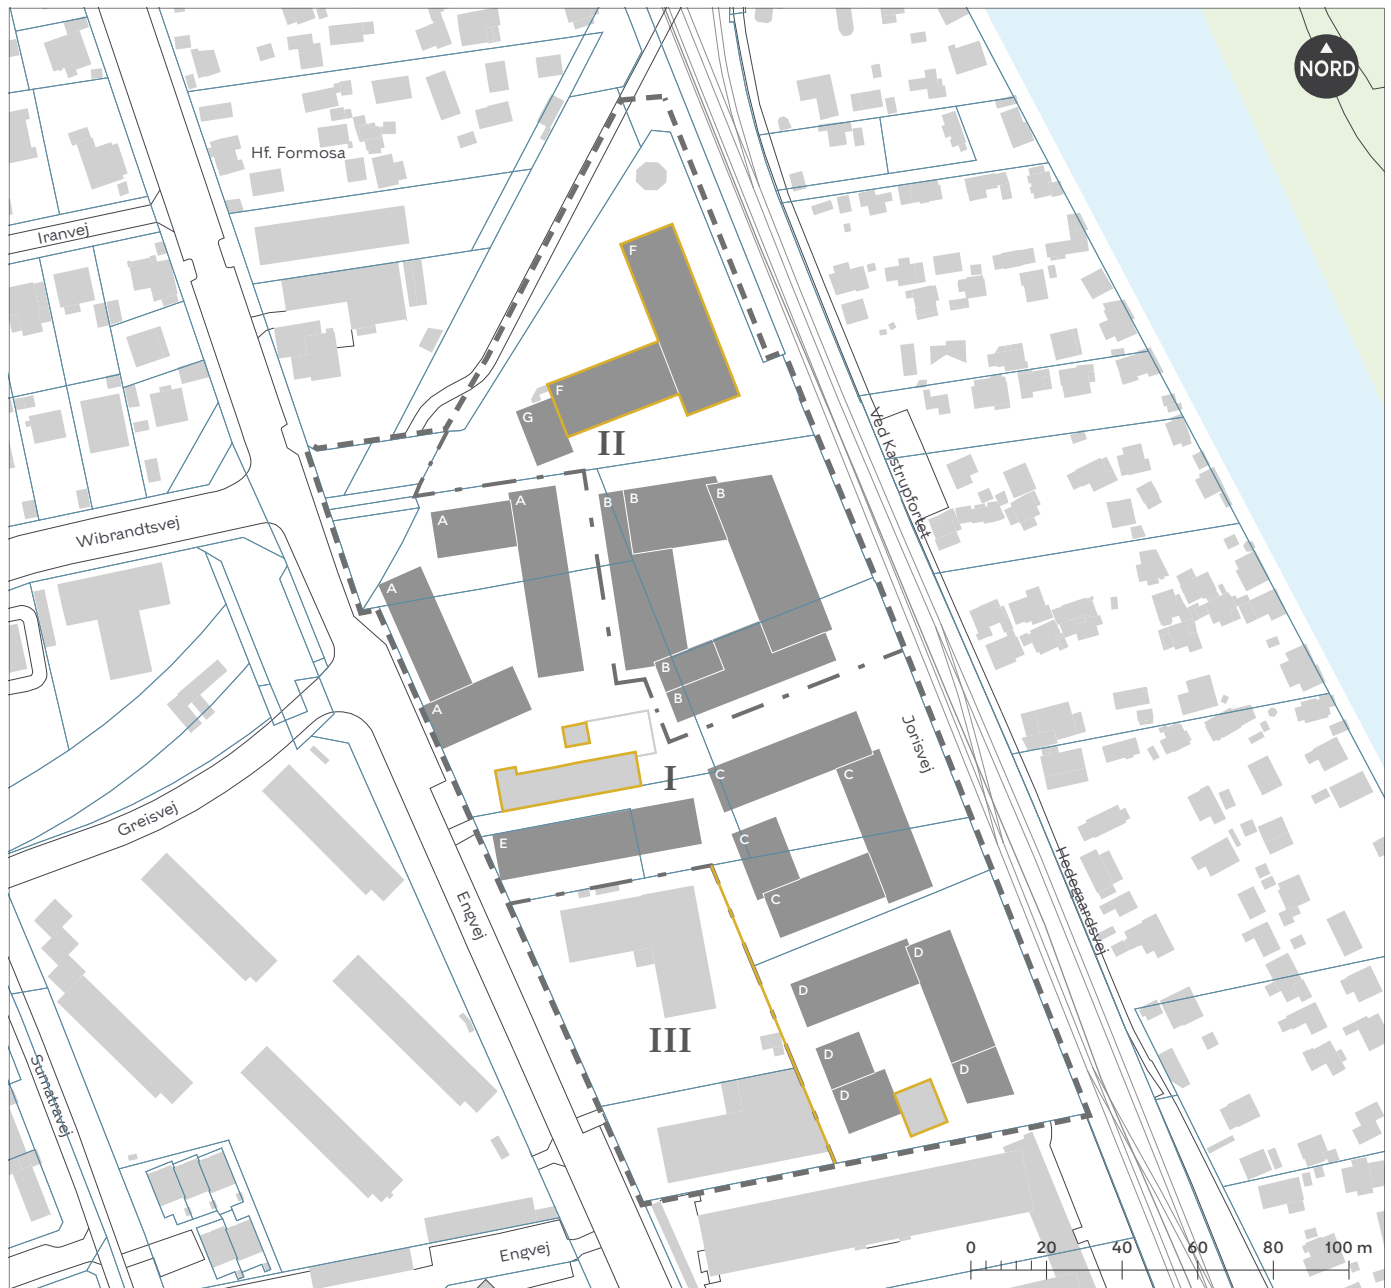 NORD
Hf. Formosa
Iranvej
F
F
G
II
Ved Kastrupfortet
A
A
B
B
B
Wibrandtsvej
A
B
B
A
Jorisvej
I
C
C
Greisvej
E
C
Hedegaardsvej
C
Engvej
D
D
III
D
D
D
Sumatravej
Engvej
0 20 40 60 80 100 m